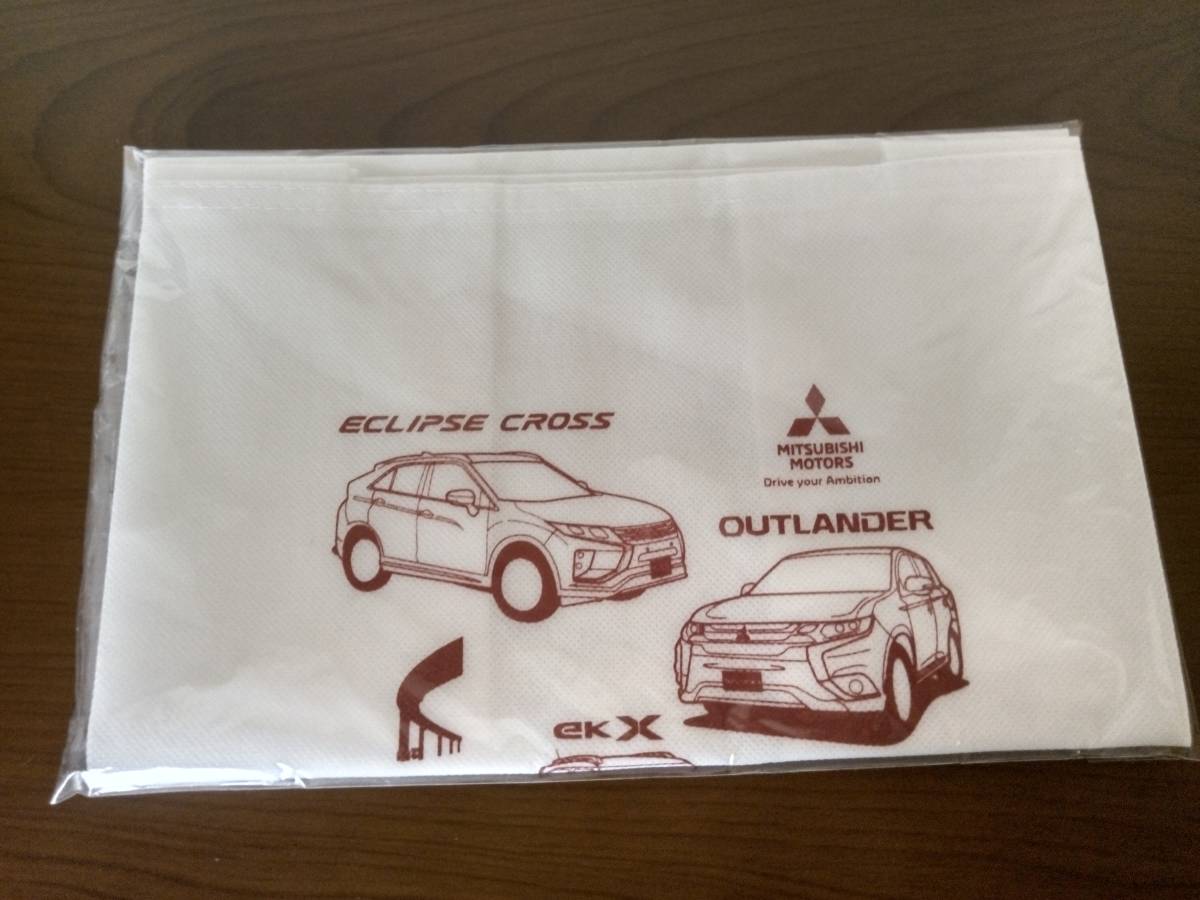 ECLIPSE CROSS
MITSUBISHI
MOTORS
Drive your Ambition
OUTLANDER
eK X